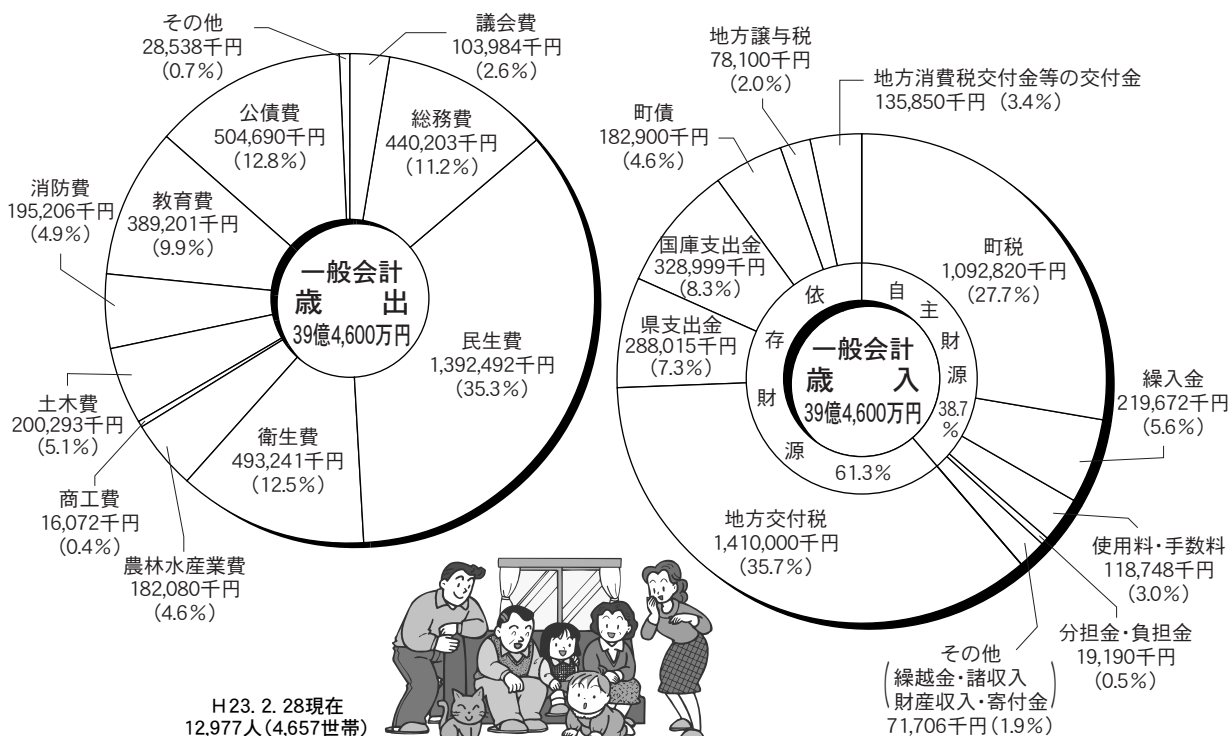 その他
28,538千円
(0.7%)
議会費
103,984千円
(2.6%)
総務費
440,203千円
(11.2%)
民生費
1,392,492千円
(35.3%)
衛生費
493,241千円
(12.5%)
農林水産業費
182,080千円
(4.6%)
商工費
16,072千円
(0.4%)
土木費
200,293千円
(5.1%)
消防費
195,206千円
(4.9%)
教育費
389,201千円
(9.9%)
公債費
504,690千円
(12.8%)
一般会計
歳出
39億4,600万円
地方譲与税
78,100千円
(2.0%)
地方消費税交付金等の交付金
135,850千円(3.4%)
町債
182,900千円
(4.6%)
国庫支出金
328,999千円
(8.3%)
県支出金
288,015千円
(7.3%)
地方交付税
1,410,000千円
(35.7%)
町税
1,092,820千円
(27.7%)
繰入金
219,672千円
(5.6%)
使用料・手数料
118,748千円
(3.0%)
分担金・負担金
19,190千円
(0.5%)
その他
(繰越金・諸収入
財産収入・寄付金)
71,706千円(1.9%)
自主財源
38.7
%
依存財源
61.3%
一般会計
歳入
39億4,600万円
H23.2.28現在
12,977人(4,657世帯)